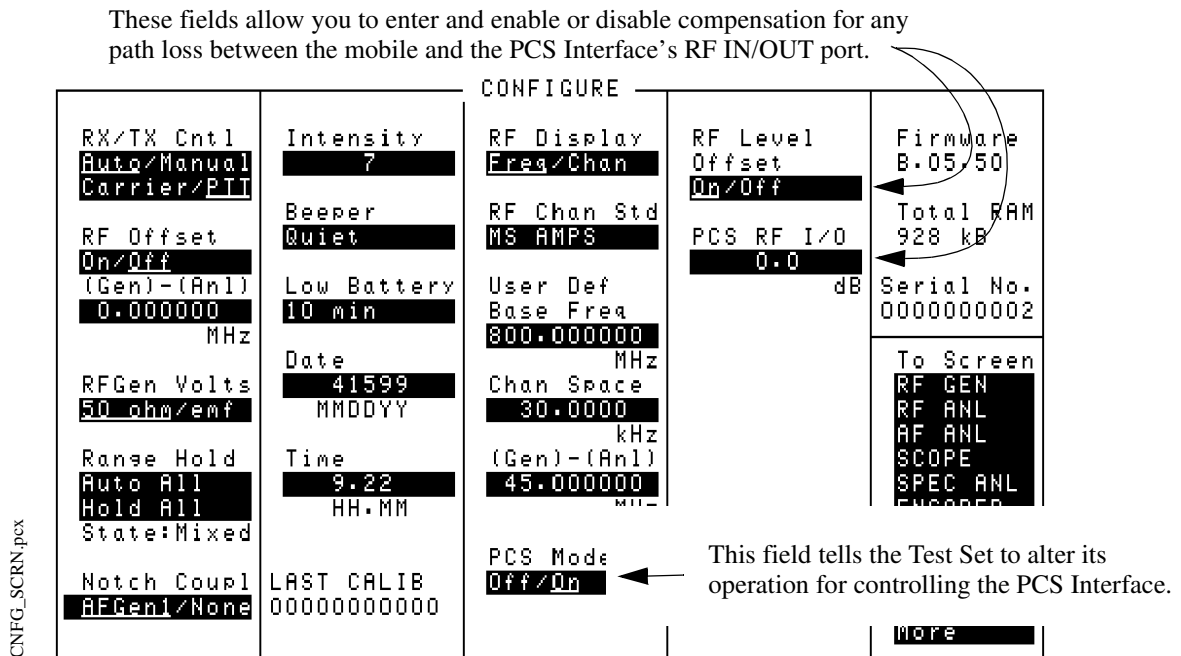 These fields allow you to enter and enable or disable compensation for any
path loss between the mobile and the PCS Interface's RF IN/OUT port.
CONFIGURE
RX/TX Cntl
Auto/Manual
Carrier/PTT
RF Offset
On/Off
(Gen)-(Anl)
0.000000
MHz
RFGen Volts
50 ohm/emf
Range Hold
Auto All
Hold All
State:Mixed
Notch Coupl
AFGen1/None
Intensity
7
Beeper
Quiet
Low Battery
10 min
Date
41599
MMDDYY
Time
9.22
HH.MM
LAST CALIB
00000000000
RF Display
Freq/Chan
RF Chan Std
MS AMPS
User Def
Base Freq
800.000000
MHz
Chan Space
30.0000
kHz
(Gen)-(Anl)
45.000000
MHz
PCS Mode
Off/On
RF Level
Offset
On/Off
PCS RF I/O
0.0
dB
Firmware
B.05.50
Total RAM
928 kB
Serial No.
0000000002
To Screen
RF GEN
RF ANL
AF ANL
SCOPE
SPEC ANL
ENCODER
More
This field tells the Test Set to alter its
operation for controlling the PCS Interface.
CNFG_SCRN.pcx